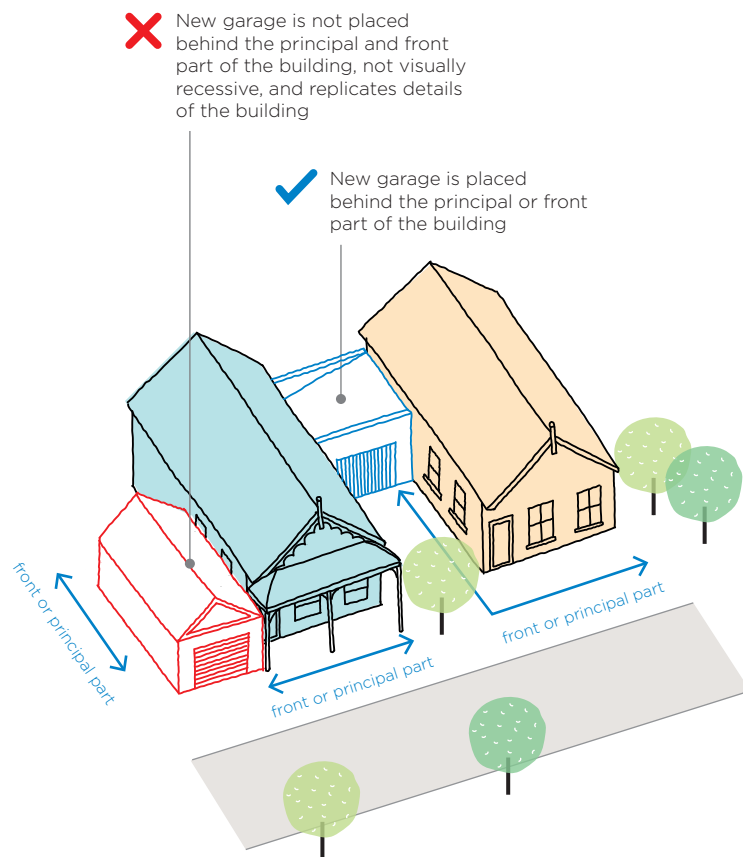 New garage is not placed
behind the principal and front
part of the building, not visually
recessive, and replicates details
of the building
New garage is placed
behind the principal or front
part of the building
front or principal part
front or principal part
front or principal part